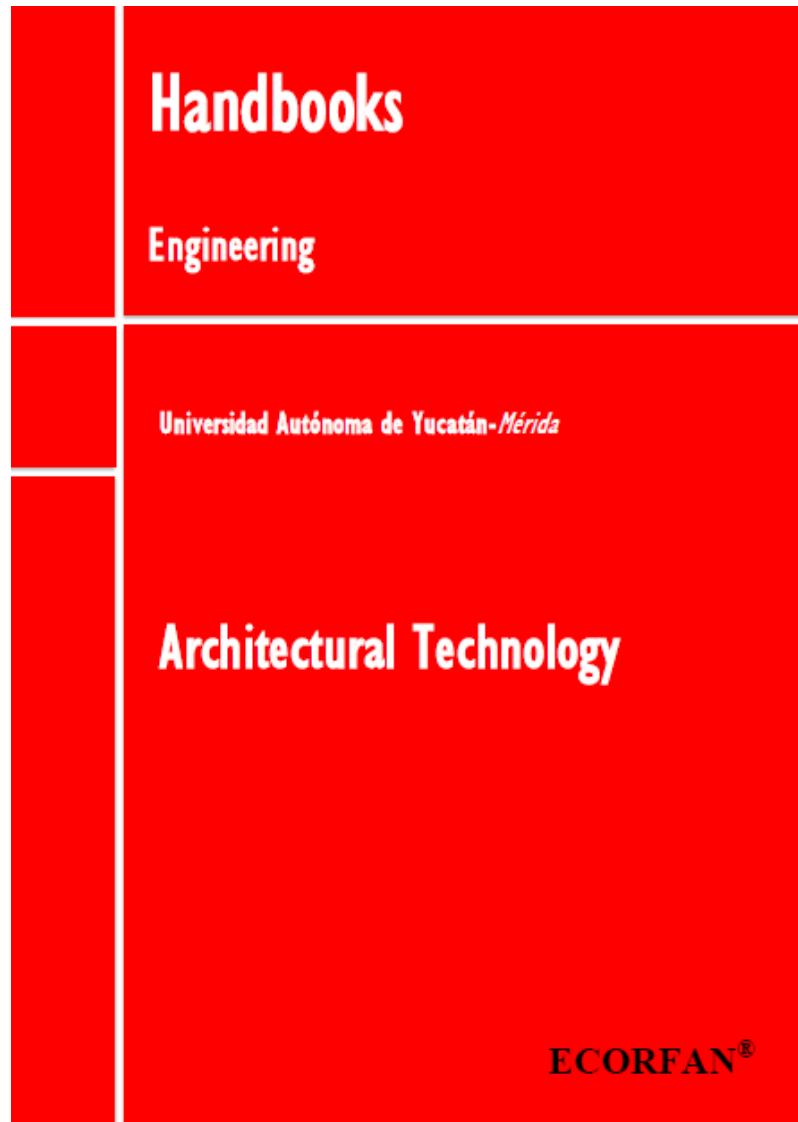 Handbooks
Engineering
Universidad Autónoma de Yucatán-Mérida
Architectural Technology
ECORFAN®